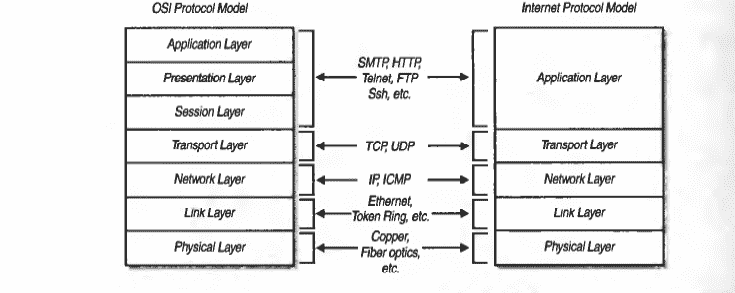 OSI Protocol Model
Internet Protocol Model
Application Layer
Presentation Layer
Session Layer
Transport Layer
Network Layer
Link Layer
Physical Layer
SMTP, HTTP,
Telnet, FTP
Ssh, etc.
TCP, UDP
IP, ICMP
Ethernet,
Token Ring, etc.
Copper,
Fiber optics,
etc.
Application Layer
Transport Layer
Network Layer
Link Layer
Physical Layer